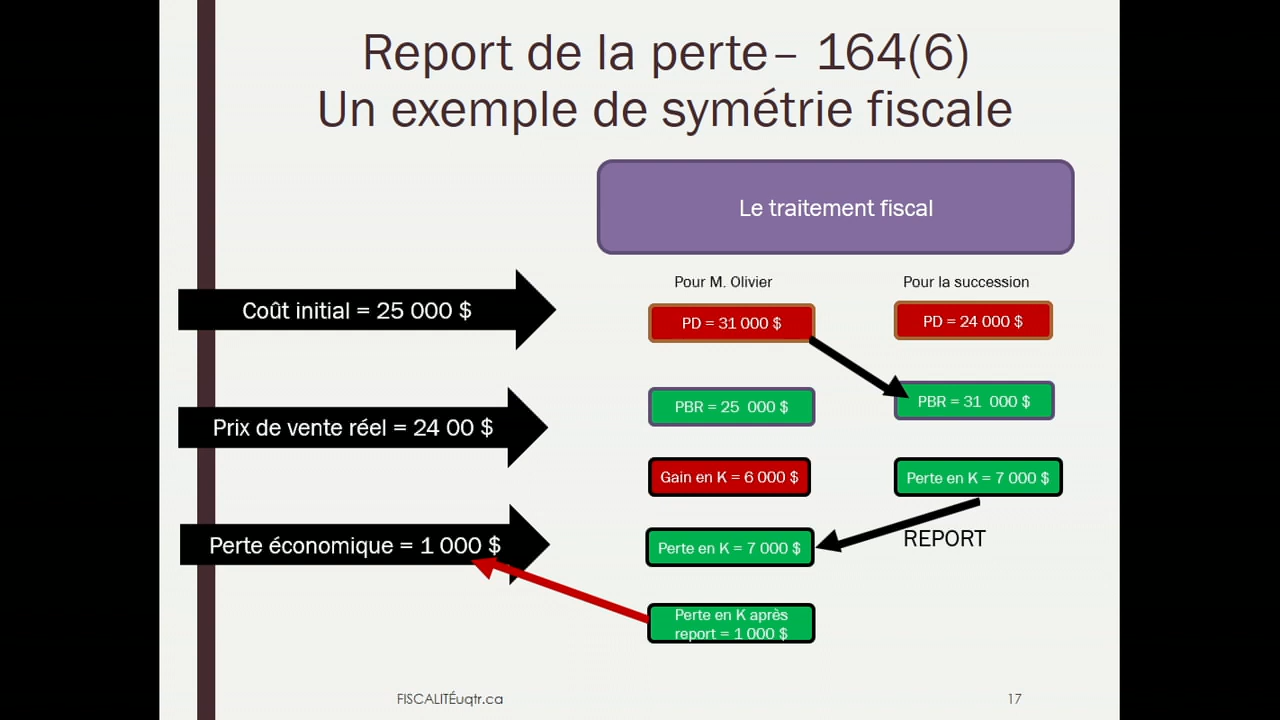 Report de la perte– 164(6)
Un exemple de symétrie fiscale
Le traitement fiscal
Pour M. Olivier
Pour la succession
Coût initial = 25 000 $
PD = 31 000 $
PD = 24 000 $
Prix de vente réel = 24 00 $
PBR = 25  000 $
PBR = 31  000 $
Gain en K = 6 000 $
Perte en K = 7 000 $
Perte économique = 1 000 $
Perte en K = 7 000 $
REPORT
Perte en K après
report = 1 000 $
FISCALITÉuqtr.ca
17